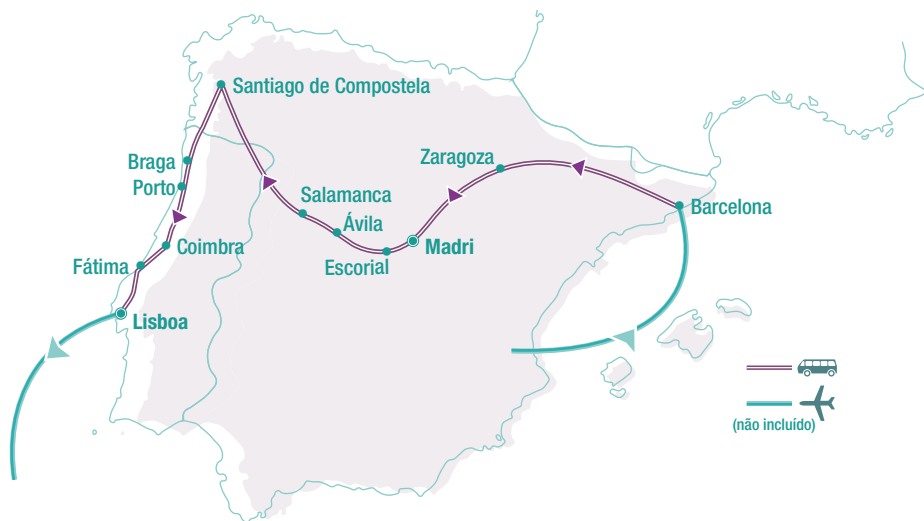 Santiago de Compostela
Braga
Porto
Zaragoza
Salamanca
Ávila
Barcelona
Coimbra
Madri
Fátima
Escorial
Lisboa
(não incluído)